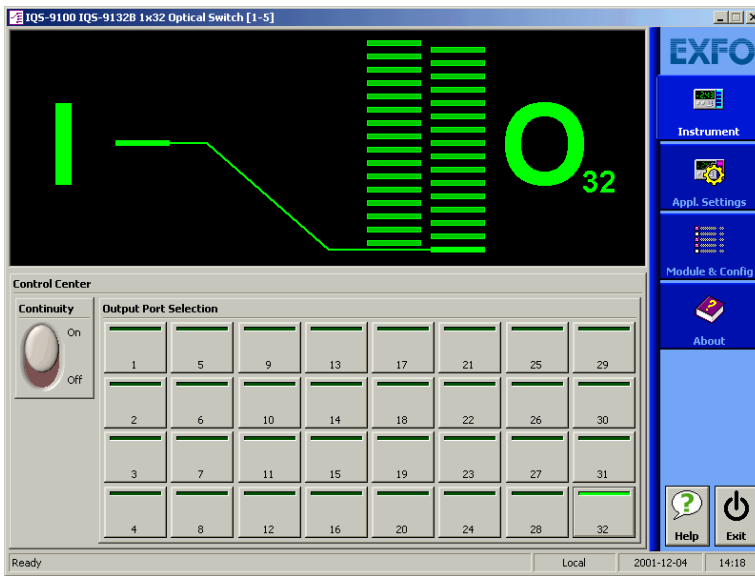 IQS-9100 IQS-9132B 1x32 Optical Switch [1-5]
EXFO
I O32
Instrument
Appl. Settings
Module & Config
About
Control Center
Continuity
On
Off
Output Port Selection
1 5 9 13 17 21 25 29
2 6 10 14 18 22 26 30
3 7 11 15 19 23 27 31
4 8 12 16 20 24 28 32
Help Exit
Ready Local 2001-12-04 14:18